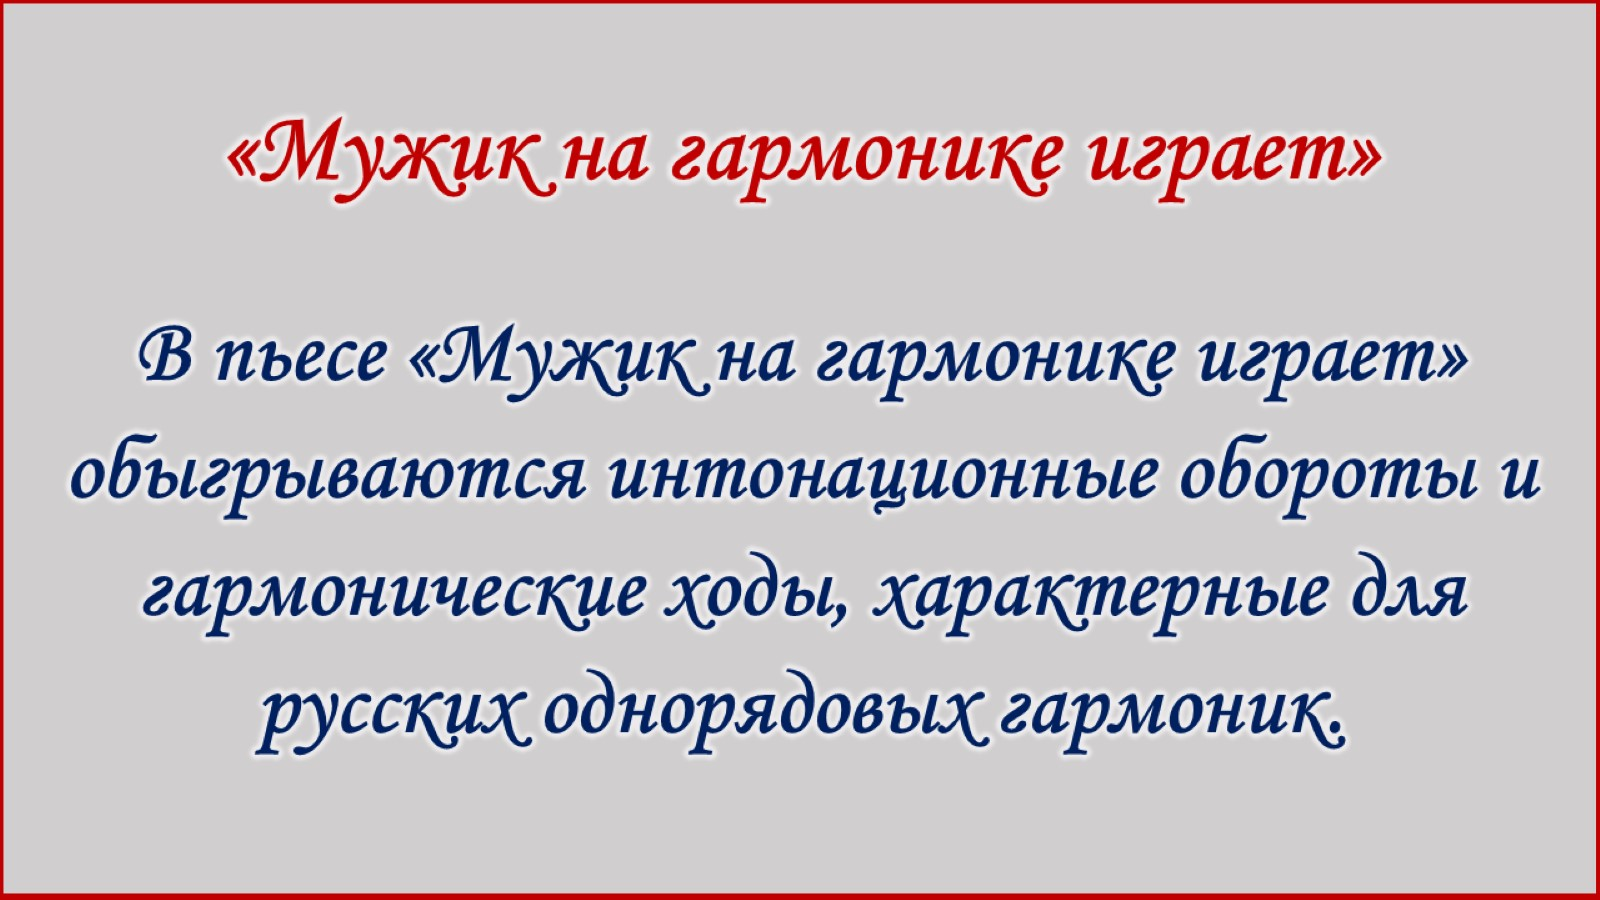 «Мужик на гармонике играет»
В пьесе «Мужик на гармонике играет»
обыгрываются интонационные обороты и
гармонические ходы, характерные для
русских однорядовых гармоник.